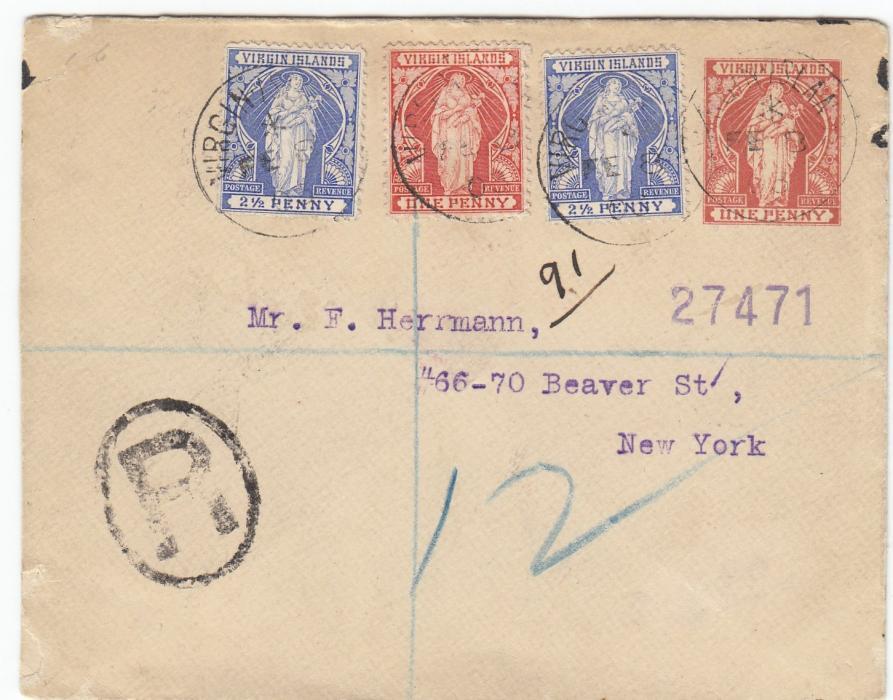 VIRGIN ISLANDS
POSTAGE REVENUE
2½ PENNY
VIRGIN ISLANDS
POSTAGE REVENUE
ONE PENNY
VIRGIN ISLANDS
POSTAGE REVENUE
2½ PENNY
VIRGIN ISLANDS
POSTAGE REVENUE
ONE PENNY
91
27471
Mr. F. Herrmann,
"66-70 Beaver St,
New York
R
12